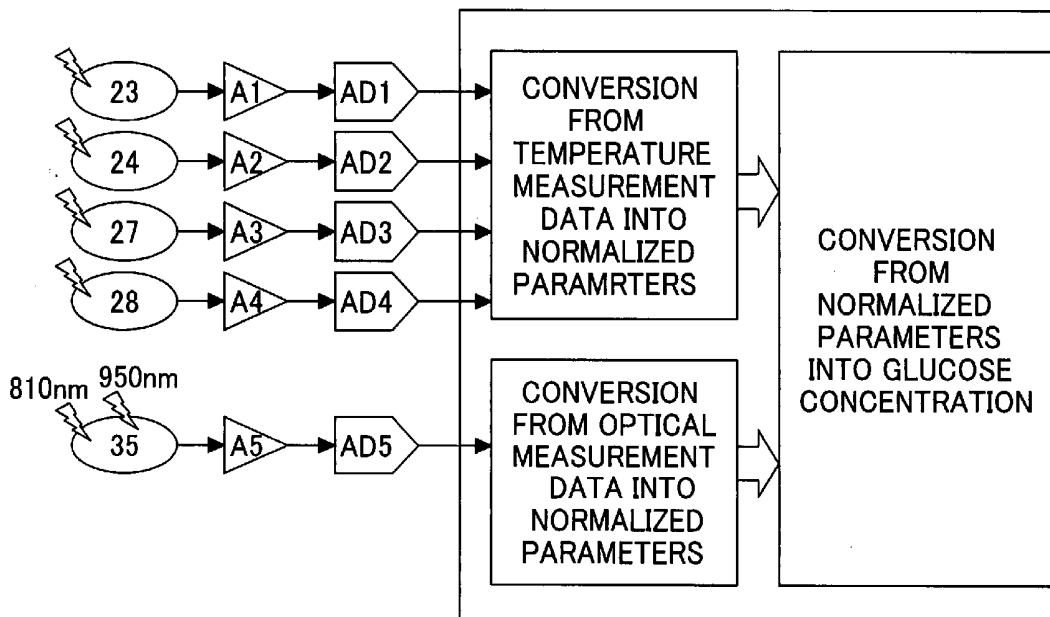 23
A1
AD1
24
A2
AD2
27
A3
AD3
28
A4
AD4
CONVERSION
FROM
TEMPERATURE
MEASUREMENT
DATA INTO
NORMALIZED
PARAMRTERS
810nm
950nm
35
A5
AD5
CONVERSION
FROM OPTICAL
MEASUREMENT
DATA INTO
NORMALIZED
PARAMETERS
CONVERSION
FROM
NORMALIZED
PARAMETERS
INTO GLUCOSE
CONCENTRATION